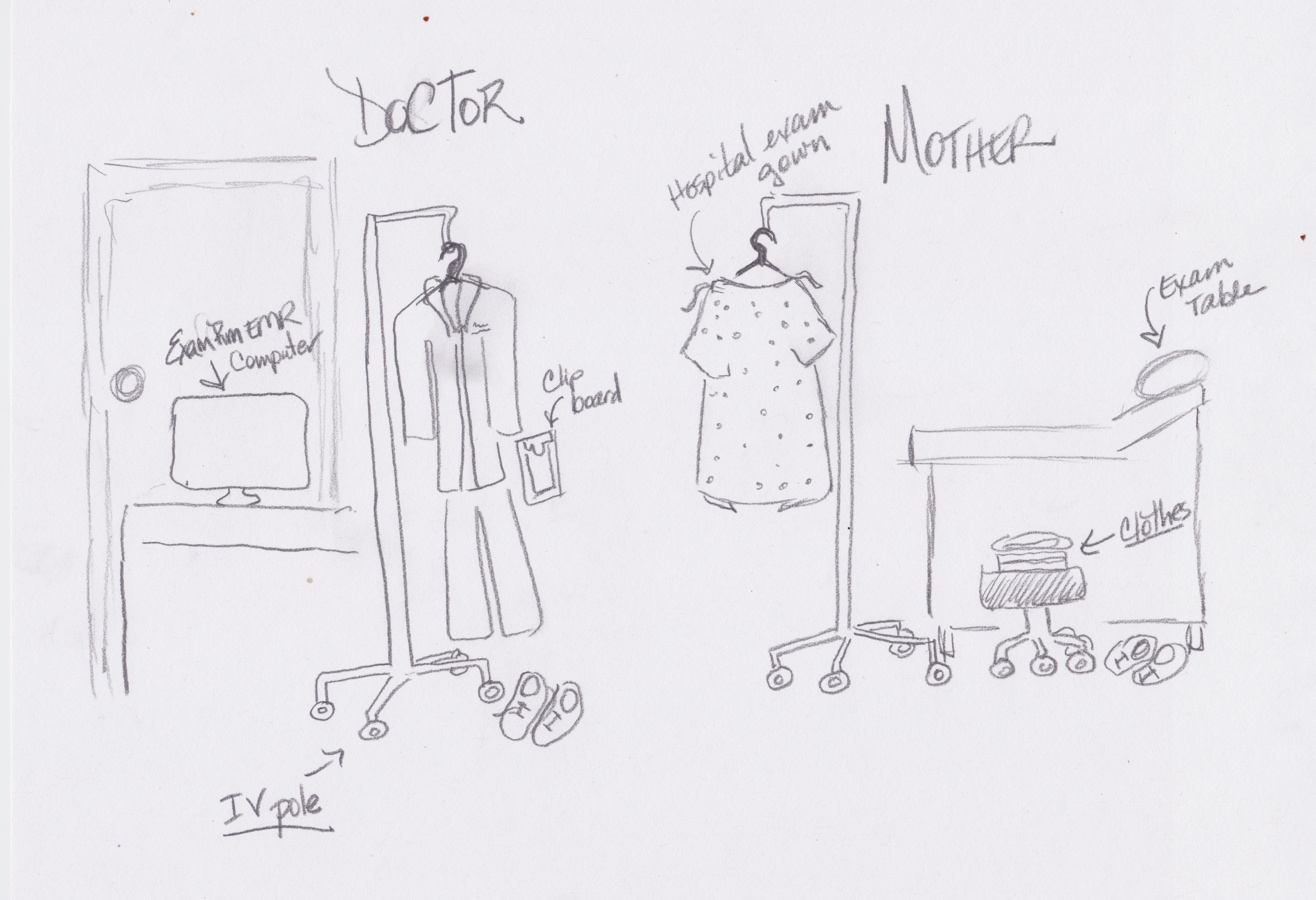 DOCTOR
MOTHER
Hospital exam
gown
Exam
Table
Exam Rm EMR
Computer
Clip
board
Clothes
IV pole